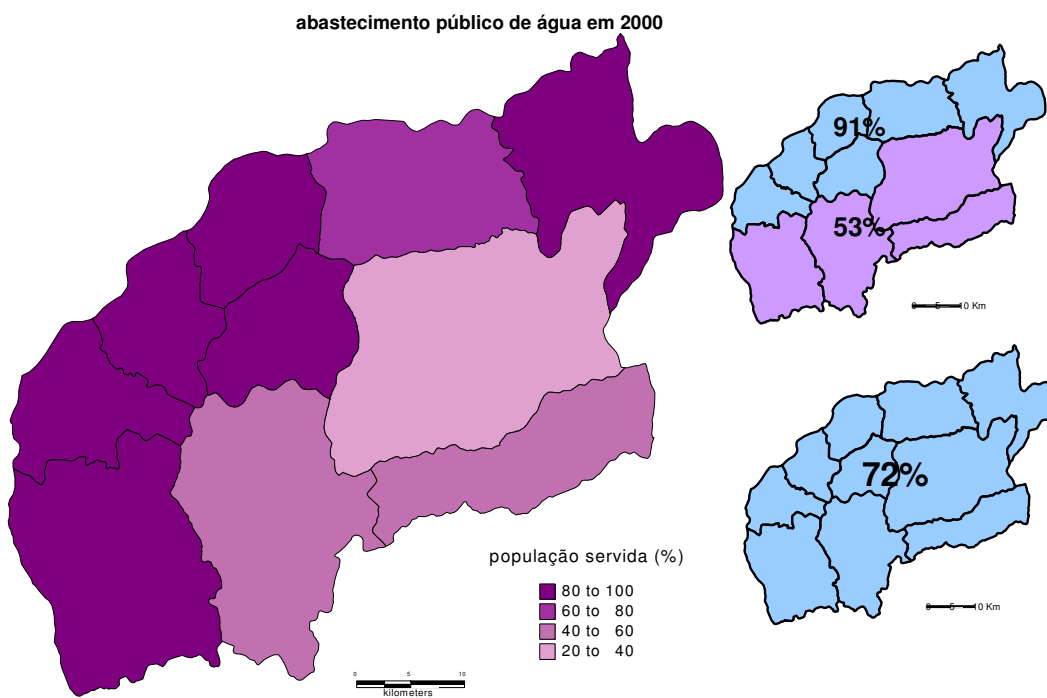 abastecimento público de água em 2000
91%
53%
0 5 10 Km
72%
0 5 10 Km
população servida (%)
80 to 100
60 to 80
40 to 60
20 to 40
0 5 10
kilometers